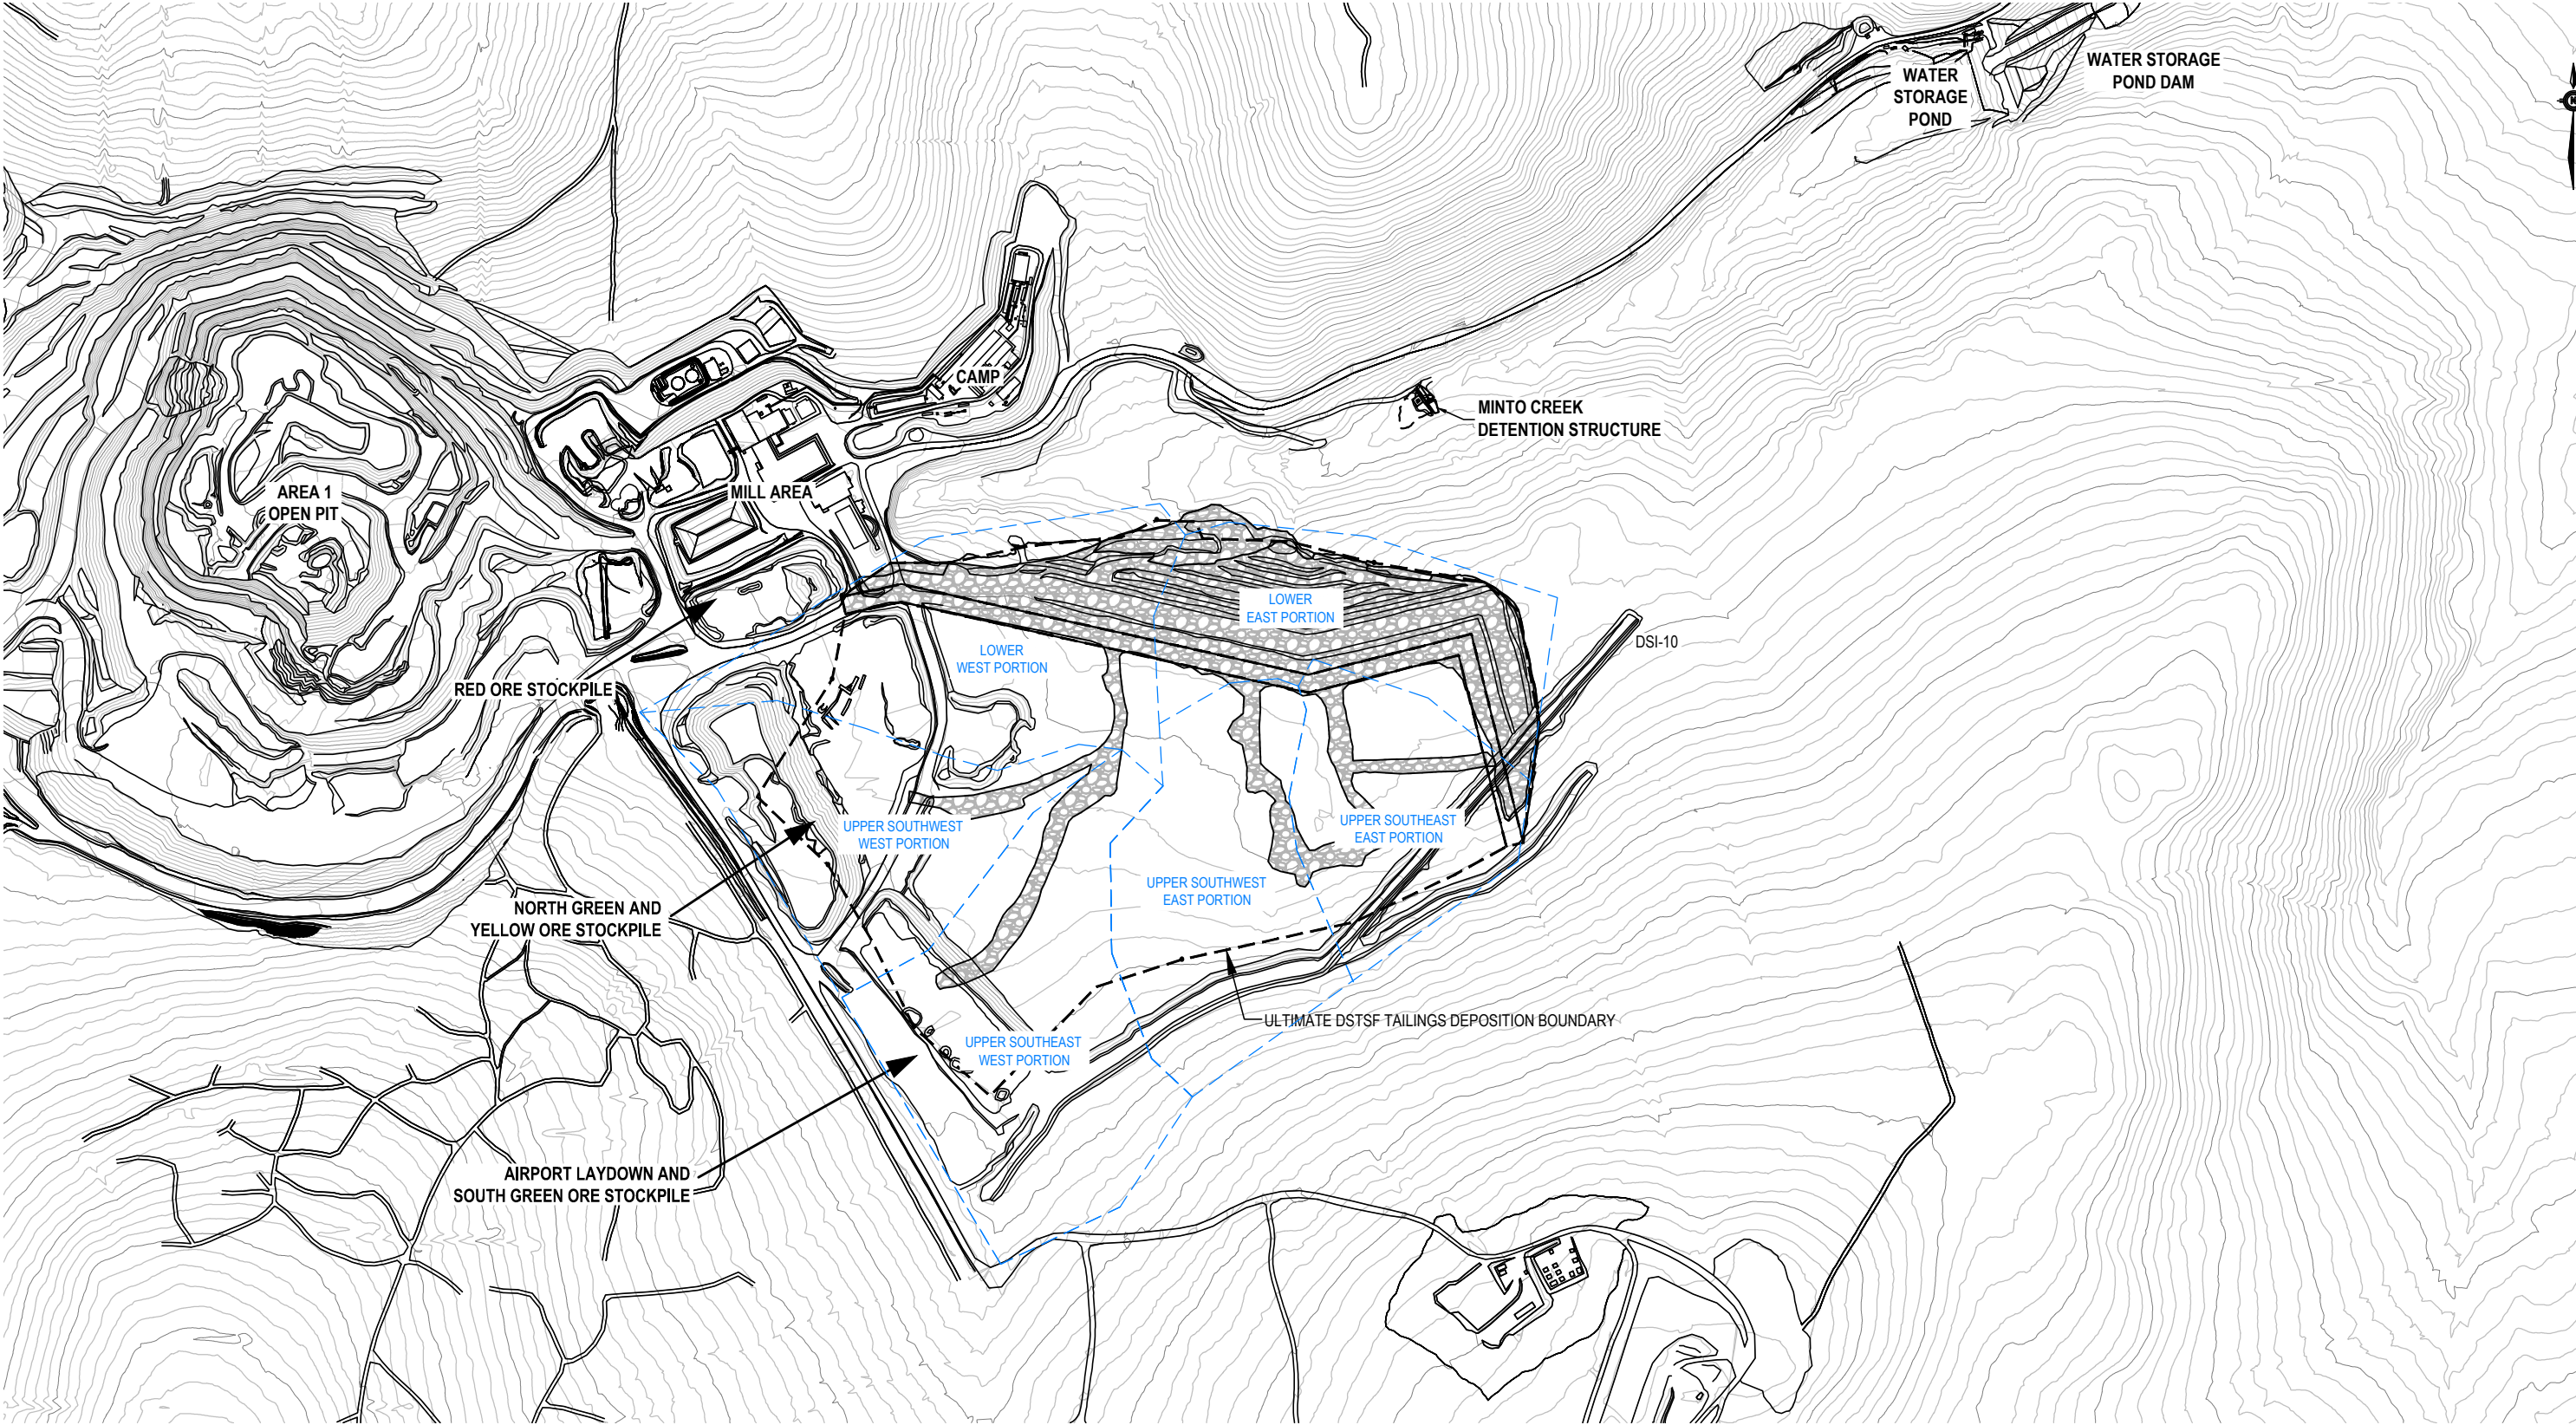 WATER STORAGE
POND DAM
WATER
STORAGE
POND
CAMP
MINTO CREEK
DETENTION STRUCTURE
AREA 1
OPEN PIT
MILL AREA
LOWER
EAST PORTION
DSI-10
LOWER
WEST PORTION
RED ORE STOCKPILE
UPPER SOUTHWEST
WEST PORTION
UPPER SOUTHEAST
EAST PORTION
UPPER SOUTHWEST
EAST PORTION
NORTH GREEN AND
YELLOW ORE STOCKPILE
ULTIMATE DSTSF TAILINGS DEPOSITION BOUNDARY
UPPER SOUTHEAST
WEST PORTION
AIRPORT LAYDOWN AND
SOUTH GREEN ORE STOCKPILE